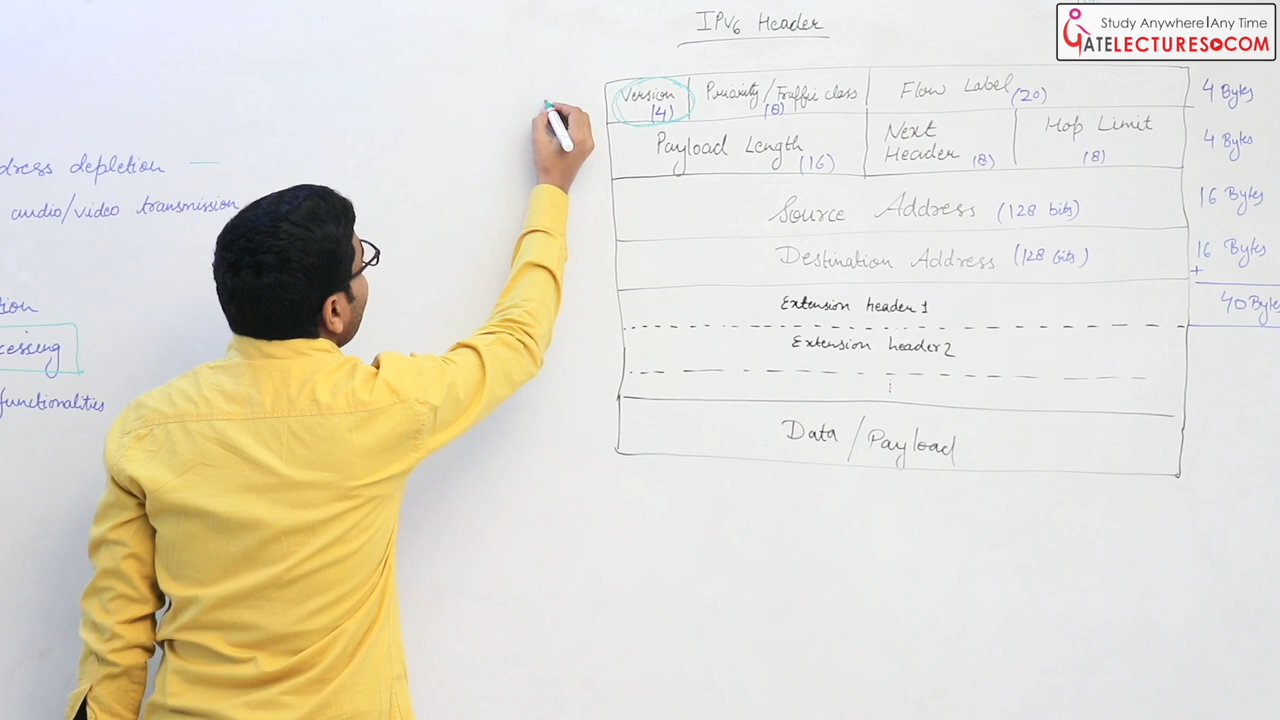 IPv6 Header
Study Anywhere|Any Time
GATELECTURES.COM
Version (4)
Priority/Traffic class (8)
Flow Label (20)
4 Bytes
Payload Length (16)
Next Header (8)
Hop Limit (8)
4 Bytes
Source Address (128 bits)
16 Bytes
Destination Address (128 bits)
16 Bytes
+
40 Bytes
Extension header 1
Extension header 2
Data / Payload
dress depletion —
audio/video transmission
tion
cessing
functionalities